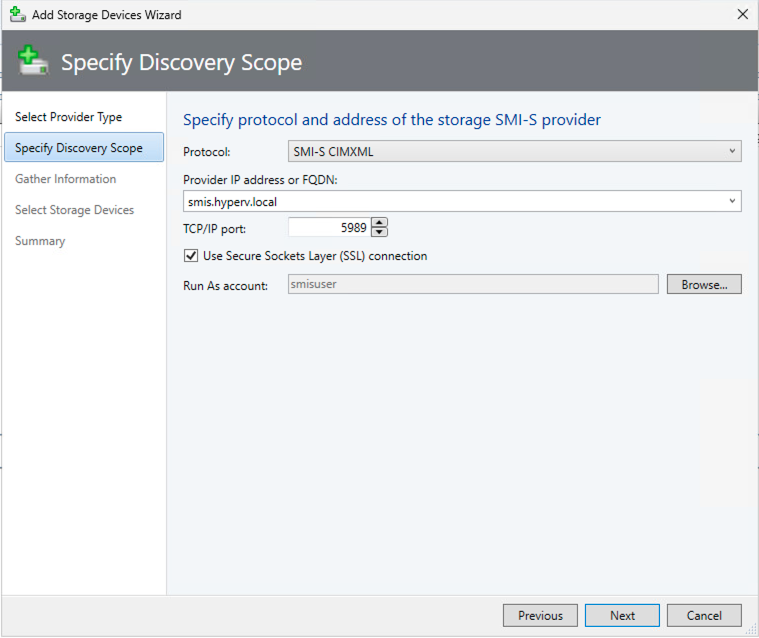 Add Storage Devices Wizard
Specify Discovery Scope
Select Provider Type
Specify Discovery Scope
Gather Information
Select Storage Devices
Summary
Specify protocol and address of the storage SMI-S provider
Protocol: SMI-S CIMXML
Provider IP address or FQDN:
smis.hyperv.local
TCP/IP port: 5989
Use Secure Sockets Layer (SSL) connection
Run As account: smisuser Browse...
Previous Next Cancel